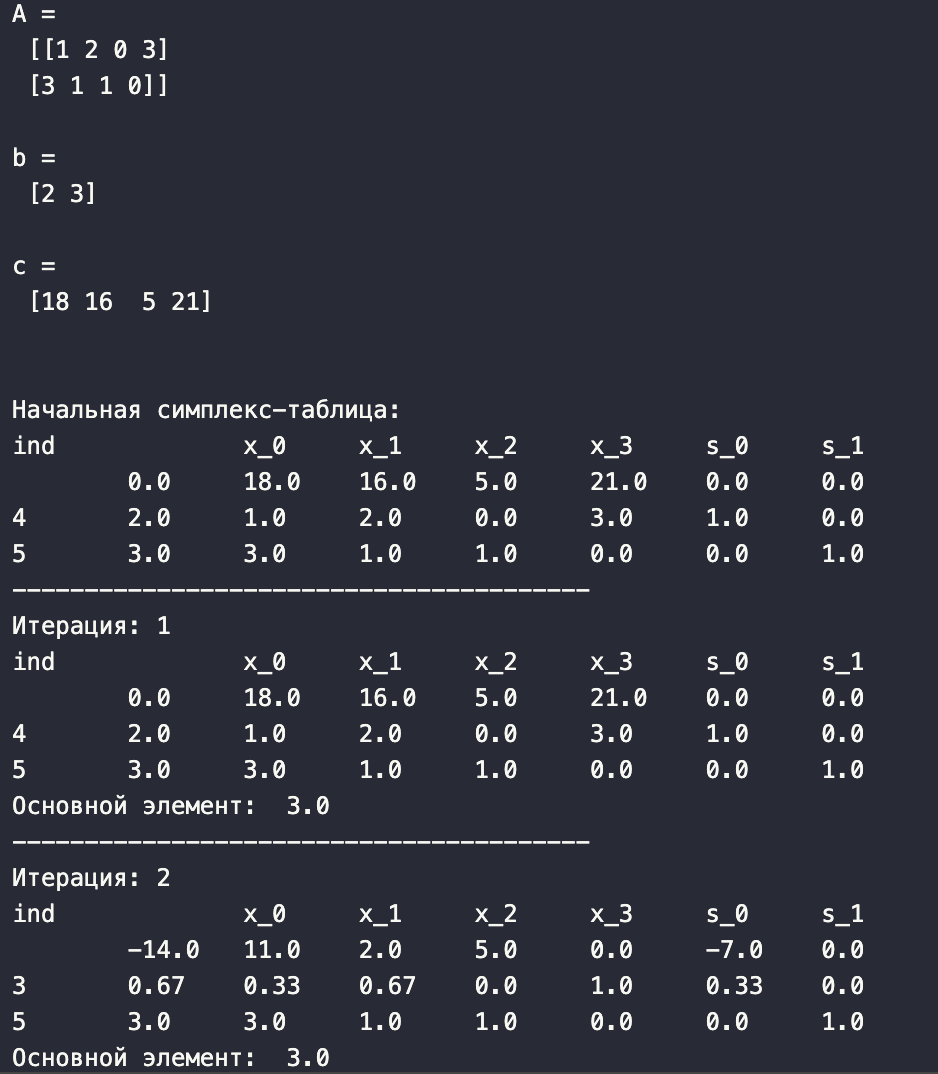 A =
[[1 2 0 3]
[3 1 1 0]]
b =
[2 3]
c =
[18 16  5 21]
Начальная симплекс-таблица:
ind x_0 x_1 x_2 x_3 s_0 s_1
0.0 18.0 16.0 5.0 21.0 0.0 0.0
4 2.0 1.0 2.0 0.0 3.0 1.0 0.0
5 3.0 3.0 1.0 1.0 0.0 0.0 1.0
----------------------------------------
Итерация: 1
ind x_0 x_1 x_2 x_3 s_0 s_1
0.0 18.0 16.0 5.0 21.0 0.0 0.0
4 2.0 1.0 2.0 0.0 3.0 1.0 0.0
5 3.0 3.0 1.0 1.0 0.0 0.0 1.0
Основной элемент:  3.0
----------------------------------------
Итерация: 2
ind x_0 x_1 x_2 x_3 s_0 s_1
-14.0 11.0 2.0 5.0 0.0 -7.0 0.0
3 0.67 0.33 0.67 0.0 1.0 0.33 0.0
5 3.0 3.0 1.0 1.0 0.0 0.0 1.0
Основной элемент:  3.0